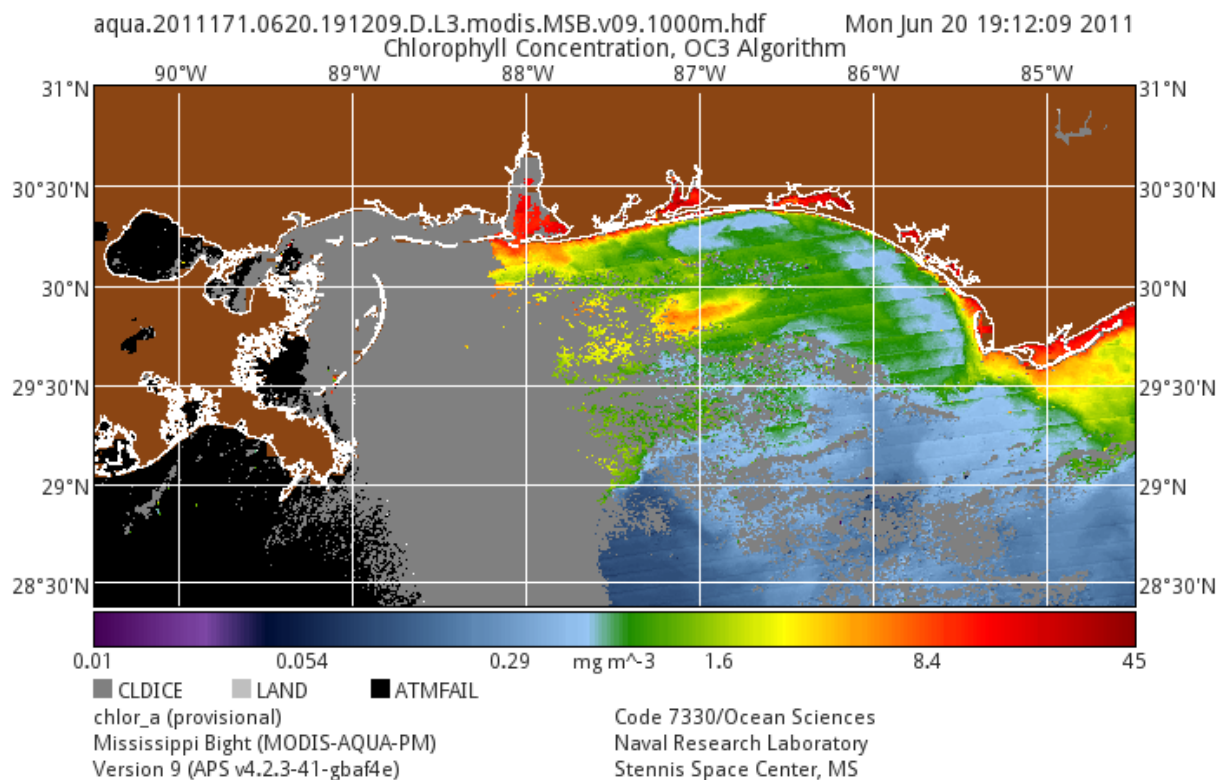 aqua.2011171.0620.191209.D.L3.modis.MSB.v09.1000m.hdf Mon Jun 20 19:12:09 2011
Chlorophyll Concentration, OC3 Algorithm
90°W 89°W 88°W 87°W 86°W 85°W
31°N 31°N
30°30'N 30°30'N
30°N 30°N
29°30'N 29°30'N
29°N 29°N
28°30'N 28°30'N
0.01 0.054 0.29 mg m^-3 1.6 8.4 45
CLDICE LAND ATMFAIL
chlor_a (provisional) Code 7330/Ocean Sciences
Mississippi Bight (MODIS-AQUA-PM) Naval Research Laboratory
Version 9 (APS v4.2.3-41-gbaf4e) Stennis Space Center, MS